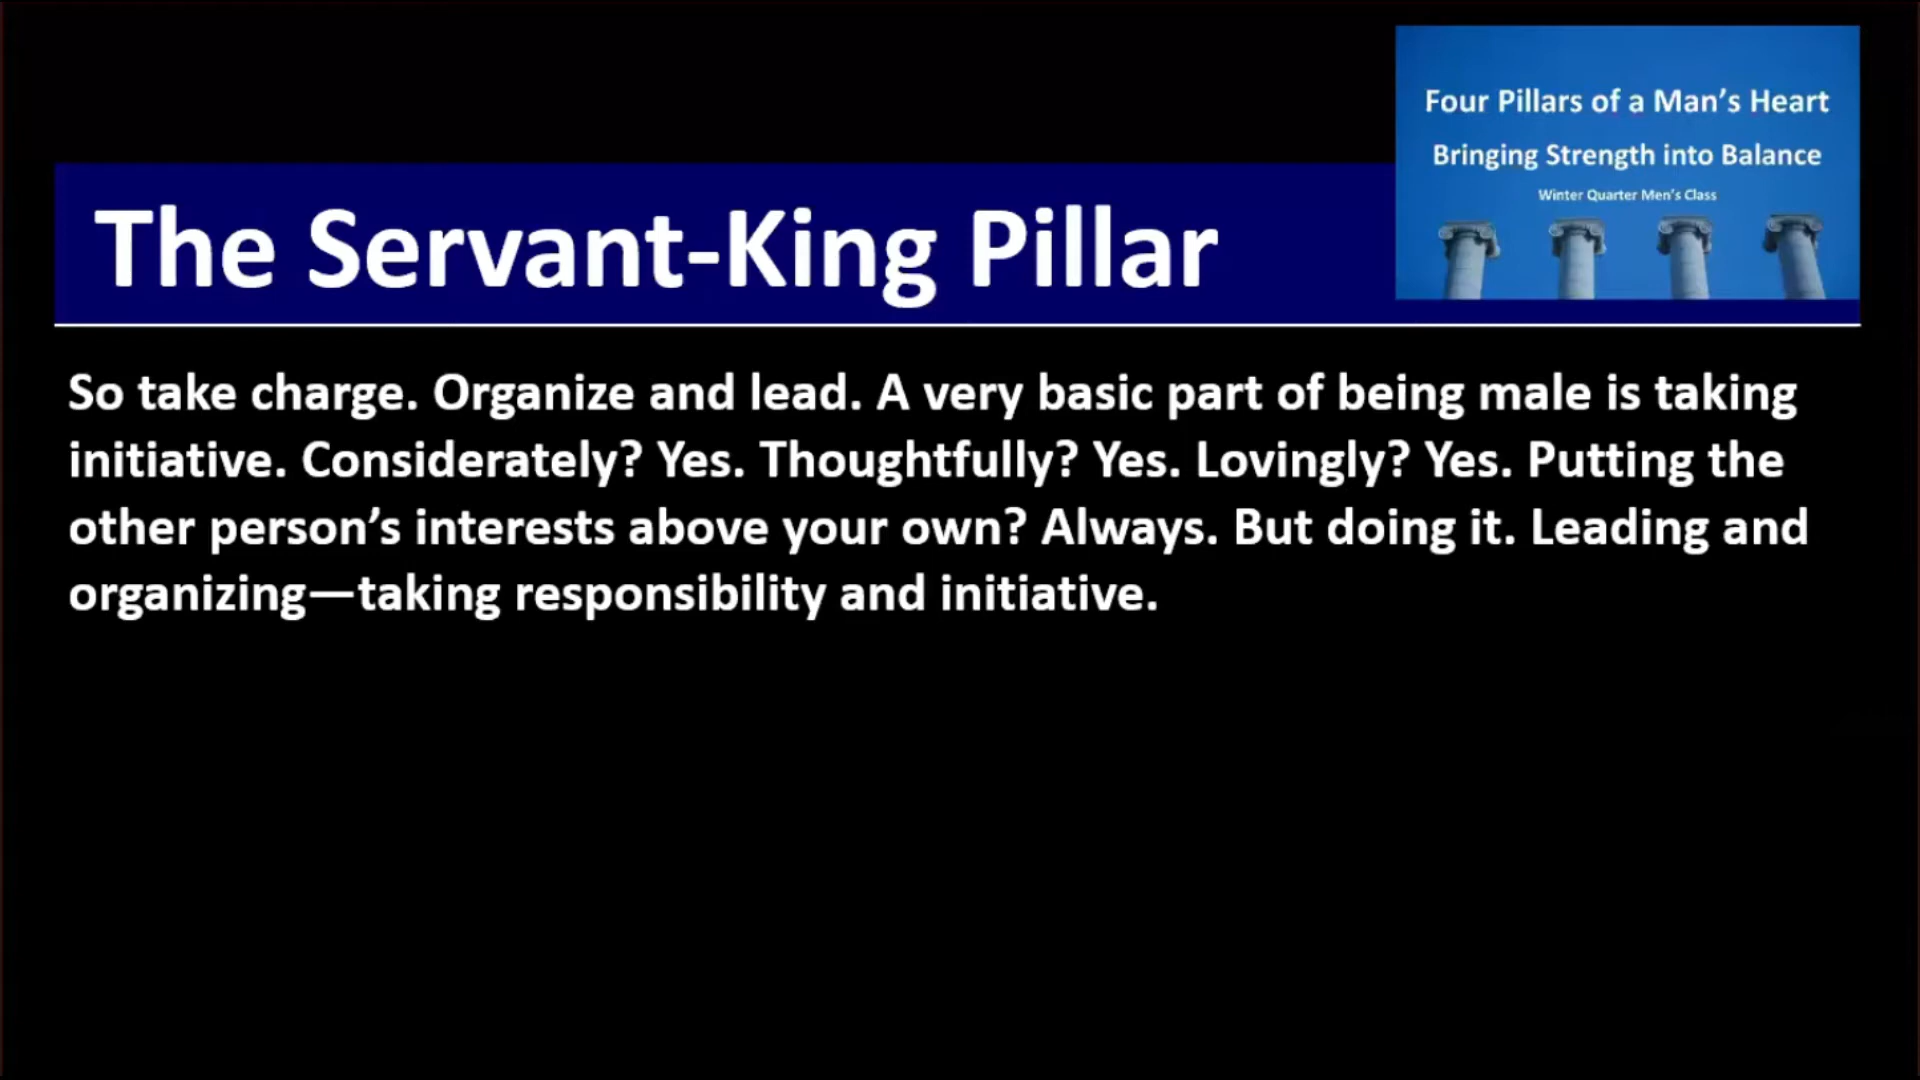 Four Pillars of a Man’s Heart
Bringing Strength into Balance
Winter Quarter Men’s Class
The Servant-King Pillar
So take charge. Organize and lead. A very basic part of being male is taking
initiative. Considerately? Yes. Thoughtfully? Yes. Lovingly? Yes. Putting the
other person’s interests above your own? Always. But doing it. Leading and
organizing—taking responsibility and initiative.